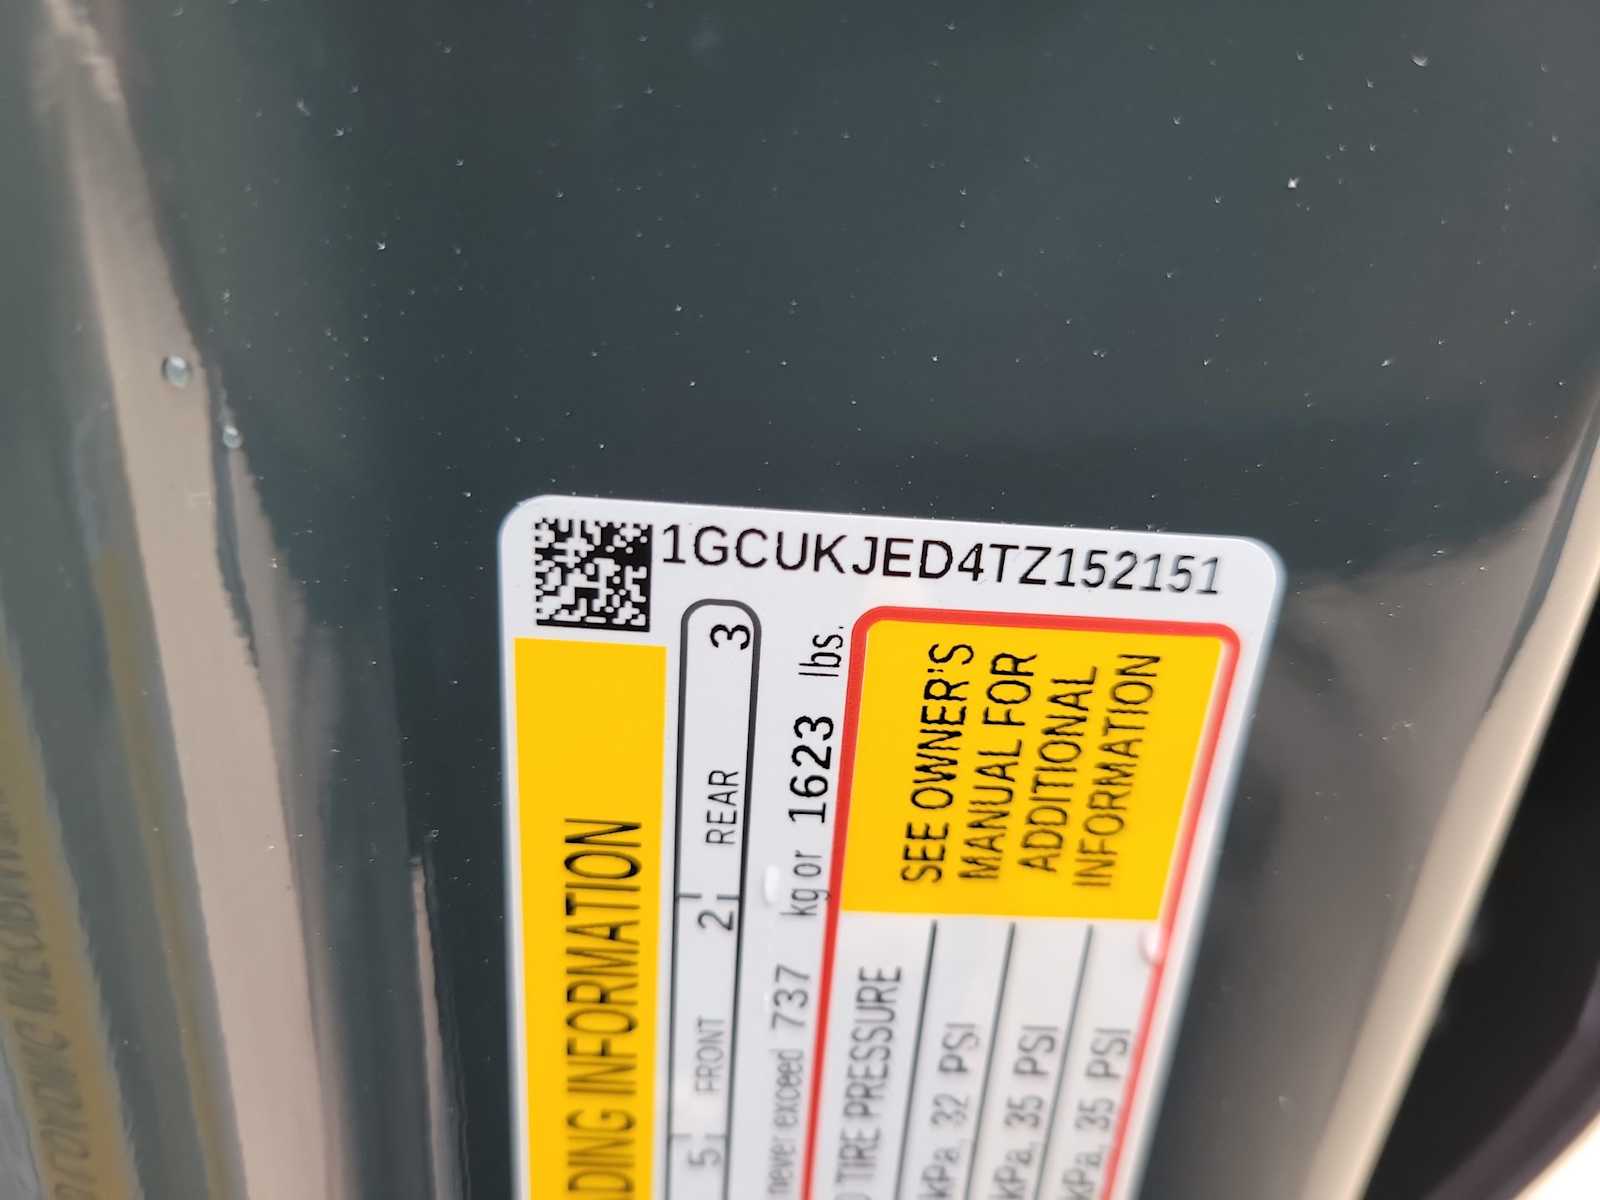 1GCUKJED4TZ152151
DING INFORMATION
5 FRONT 2 REAR 3
never exceed 737 kg or 1623 lbs.
TIRE PRESSURE
kPa, 32 PSI
kPa, 35 PSI
kPa, 35 PSI
SEE OWNER'S
MANUAL FOR
ADDITIONAL
INFORMATION